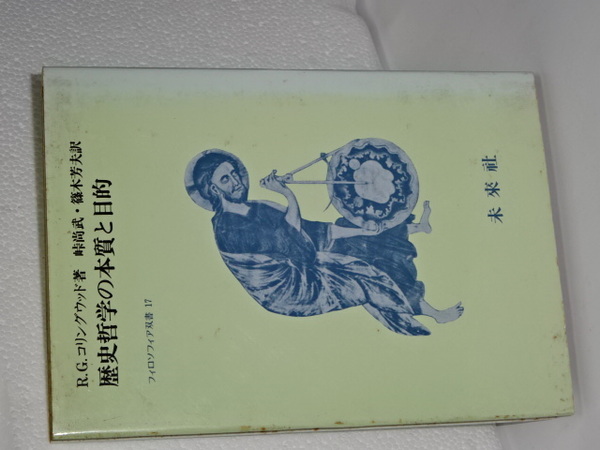 R.G.コリングウッド著 峠尚武・篠木芳夫訳
歴史哲学の本質と目的
フィロソフィア双書 17
未來社